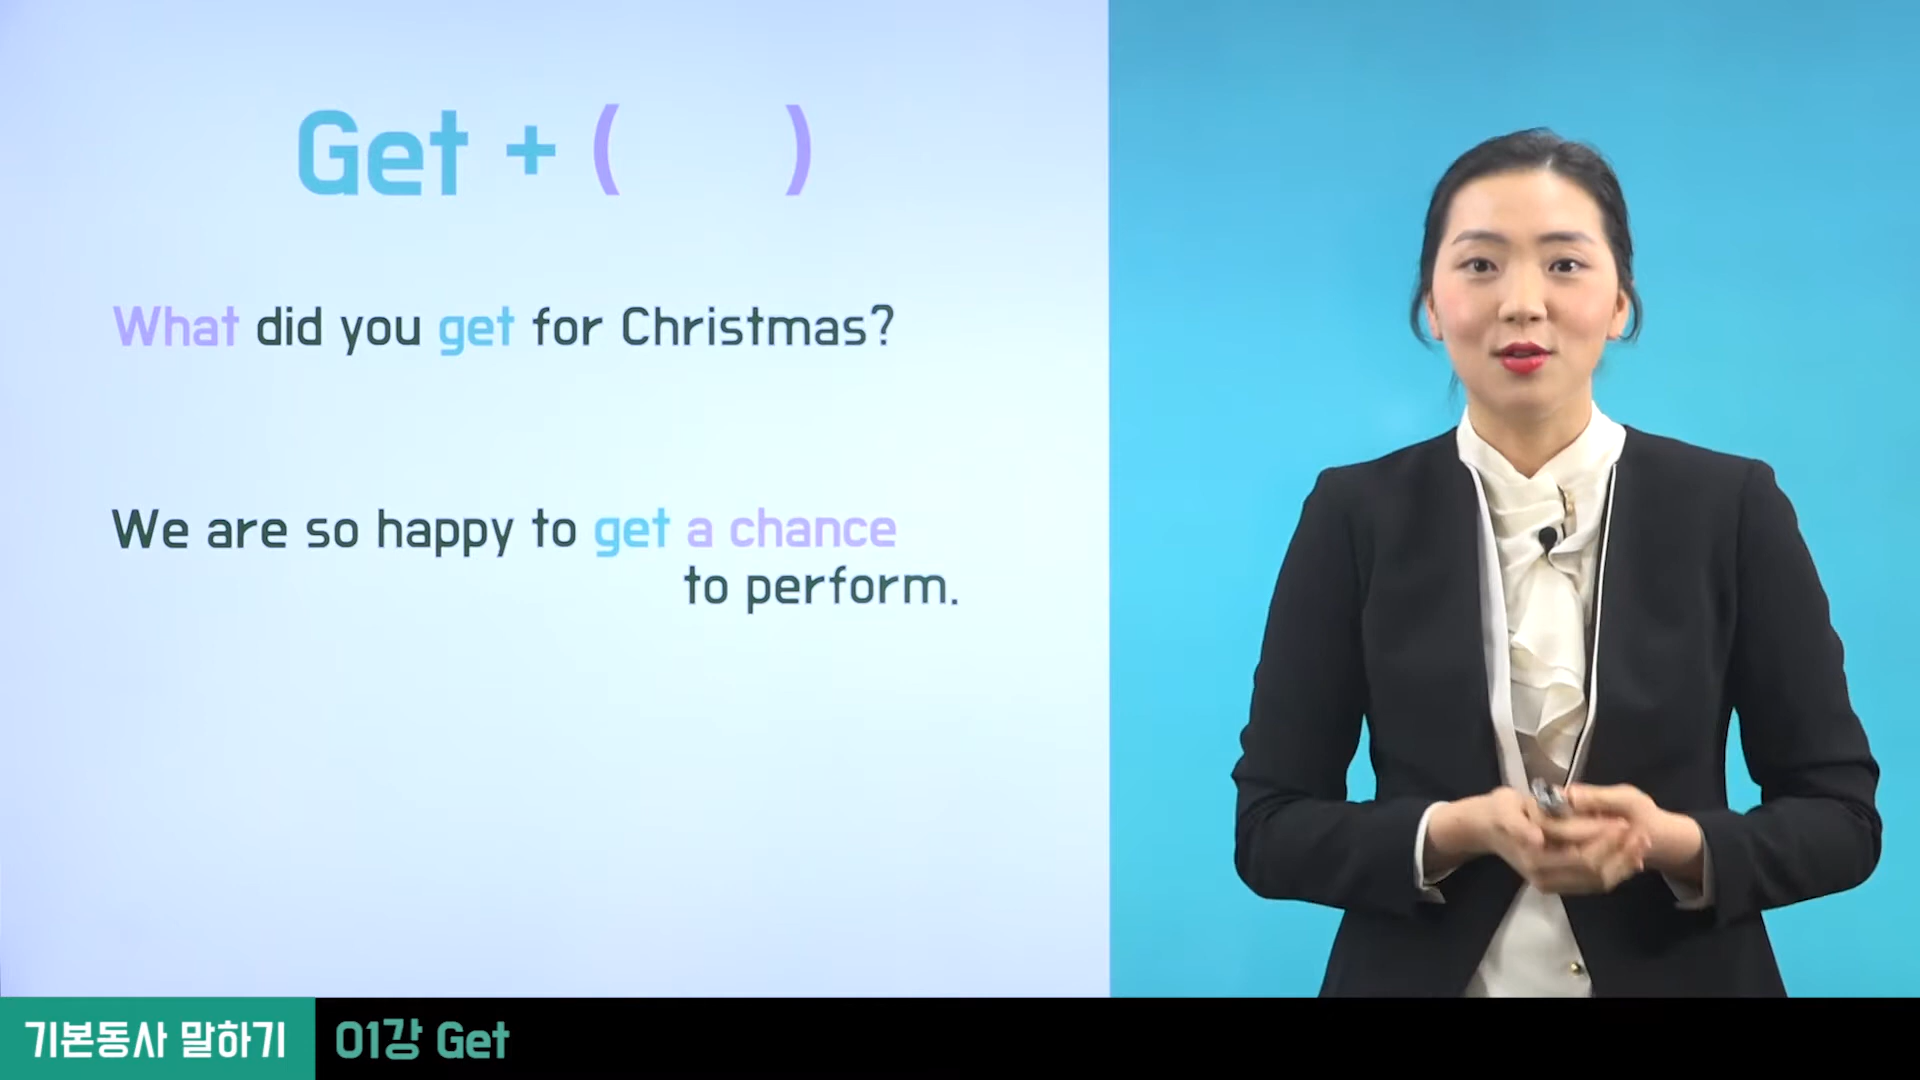 Get + ( )
What did you get for Christmas?
We are so happy to get a chance
to perform.
기본동사 말하기
01강 Get